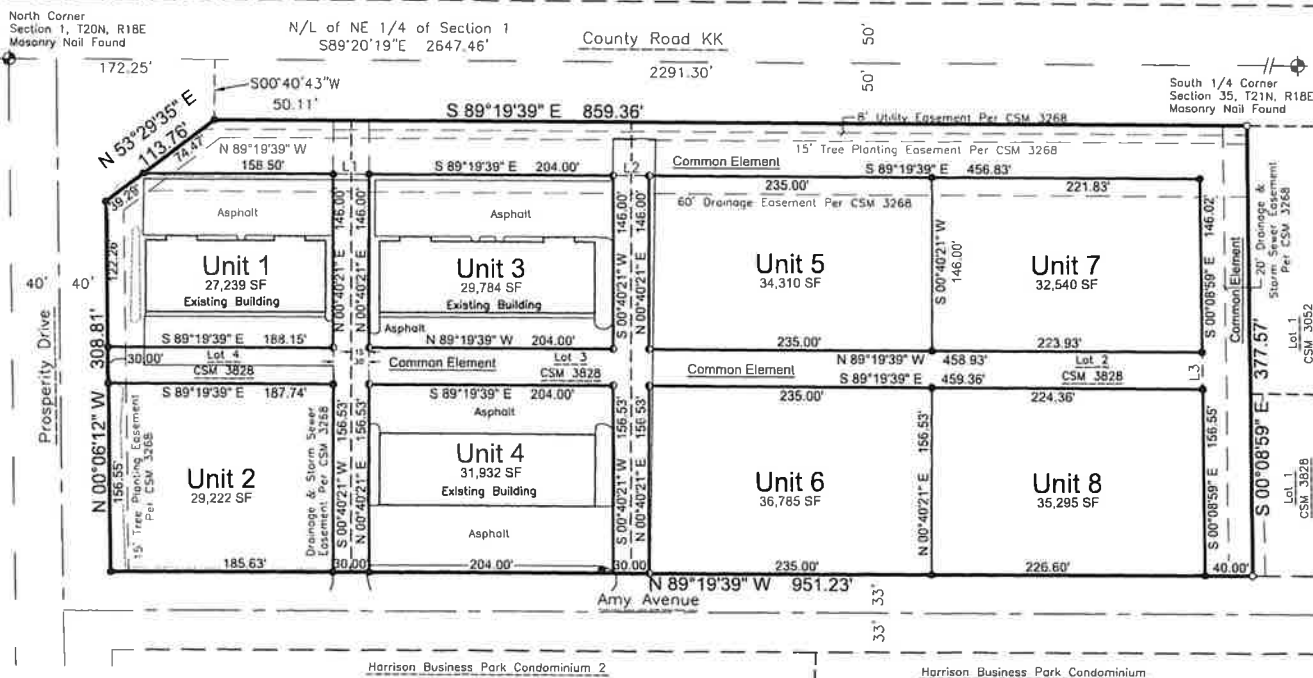 North Corner
Section 1, T20N, R18E
Masonry Nail Found
N/L of NE 1/4 of Section 1
S89°20'19"E 2647.46'
County Road KK
50'
50'
172.25'
2291.30'
South 1/4 Corner
Section 35, T21N, R18E
Masonry Nail Found
S00°40'43"W
50.11'
S 89°19'39" E 859.36'
8' Utility Easement Per CSM 3268
15' Tree Planting Easement Per CSM 3268
N 53°29'35" E
113.76'
74.47'
39.29'
N 89°19'39" W
158.50'
L1
S 89°19'39" E 204.00'
L2
Common Element
S 89°19'39" E 456.83'
235.00'
221.83'
60' Drainage Easement Per CSM 3268
Asphalt
Asphalt
N 00°40'21" E 146.00'
N 00°40'21" E 146.00'
S 00°40'21" W 146.00'
N 00°40'21" E 146.00'
S 00°40'21" W
146.00'
S 00°08'59" E 146.02'
Common Element
20' Drainage &
Storm Sewer Easement
Per CSM 3268
40'
40'
122.26'
Unit 1
27,239 SF
Existing Building
Unit 3
29,784 SF
Existing Building
Unit 5
34,310 SF
Unit 7
32,540 SF
Prosperity Drive
N 00°06'12" W 308.81'
Asphalt
S 89°19'39" E 188.15'
N 89°19'39" W 204.00'
235.00'
223.93'
30.00'
Lot 4
CSM 3828
Common Element
Lot 3
CSM 3828
Common Element
N 89°19'39" W 458.93'
S 89°19'39" E 459.36'
Lot 2
CSM 3828
L3
S 00°08'59" E 377.57'
Lot 1
CSM 3052
S 89°19'39" E 187.74'
S 89°19'39" E 204.00'
235.00'
224.36'
156.55'
15' Tree Planting Easement
Per CSM 3268
Unit 2
29,222 SF
Drainage & Storm Sewer
Easement Per CSM 3268
S 00°40'21" W 156.53'
N 00°40'21" E 156.53'
Asphalt
Unit 4
31,932 SF
Existing Building
Asphalt
S 00°40'21" W 156.53'
N 00°40'21" E 156.53'
Unit 6
36,785 SF
N 00°40'21" E 156.53'
Unit 8
35,295 SF
S 00°08'59" E 156.55'
Lot 1
CSM 3828
185.63'
30.00'
204.00'
30.00'
235.00'
226.60'
40.00'
N 89°19'39" W 951.23'
Amy Avenue
33'
33'
Harrison Business Park Condominium 2
Harrison Business Park Condominium